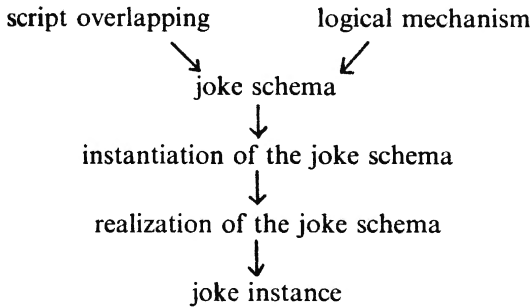 script overlapping logical mechanism
joke schema
instantiation of the joke schema
realization of the joke schema
joke instance